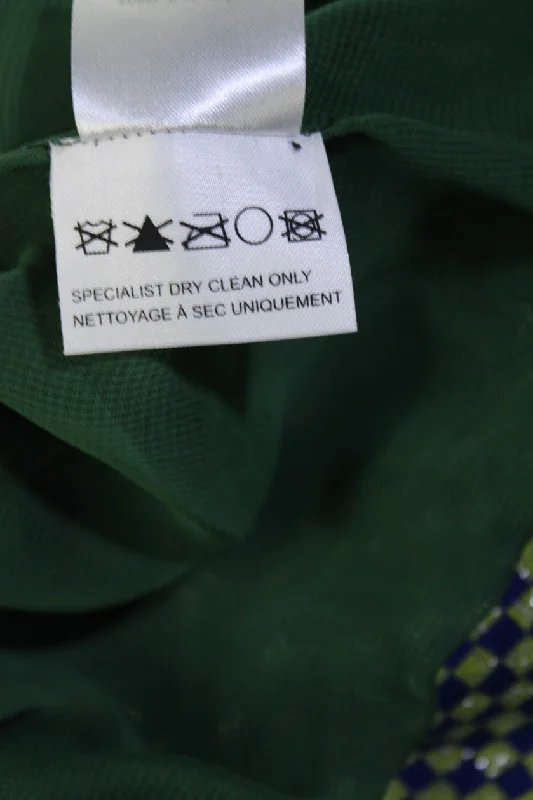 SPECIALIST DRY CLEAN ONLY
NETTOYAGE À SEC UNIQUEMENT